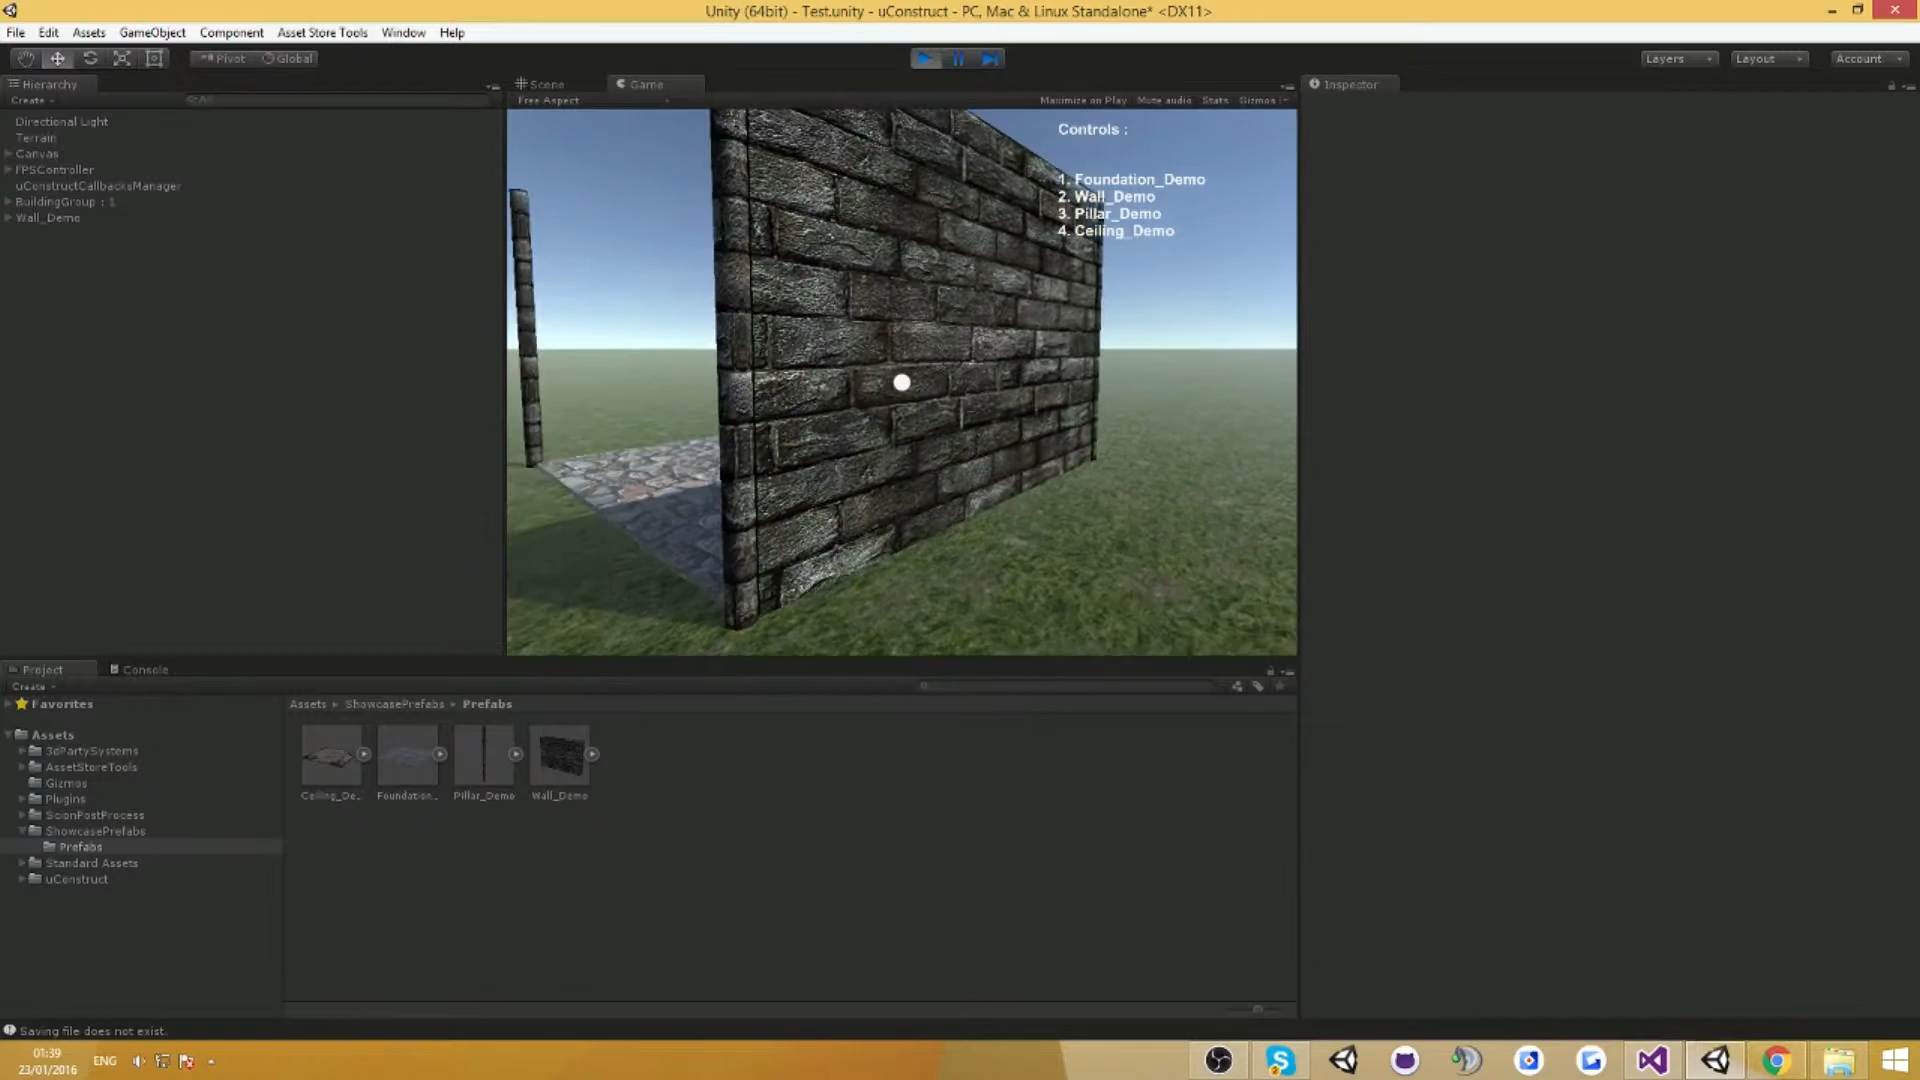 Unity (64bit) - Test.unity - uConstruct - PC, Mac & Linux Standalone* <DX11>
File Edit Assets GameObject Component Asset Store Tools Window Help
Pivot Global
Layers Layout Account
Hierarchy
Create All
Directional Light
Terrain
Canvas
FPSController
uConstructCallbacksManager
BuildingGroup : 1
Wall_Demo
Scene Game
Free Aspect Maximize on Play Mute audio Stats Gizmos
Controls :
1. Foundation_Demo
2. Wall_Demo
3. Pillar_Demo
4. Ceiling_Demo
Inspector
Project Console
Create
Favorites
Assets
3dPartySystems
AssetStoreTools
Gizmos
Plugins
ScionPostProcess
ShowcasePrefabs
Prefabs
Standard Assets
uConstruct
Assets ShowcasePrefabs Prefabs
Ceiling_De.. Foundation_. Pillar_Demo Wall_Demo
Saving file does not exist.
01:39
23/01/2016
ENG